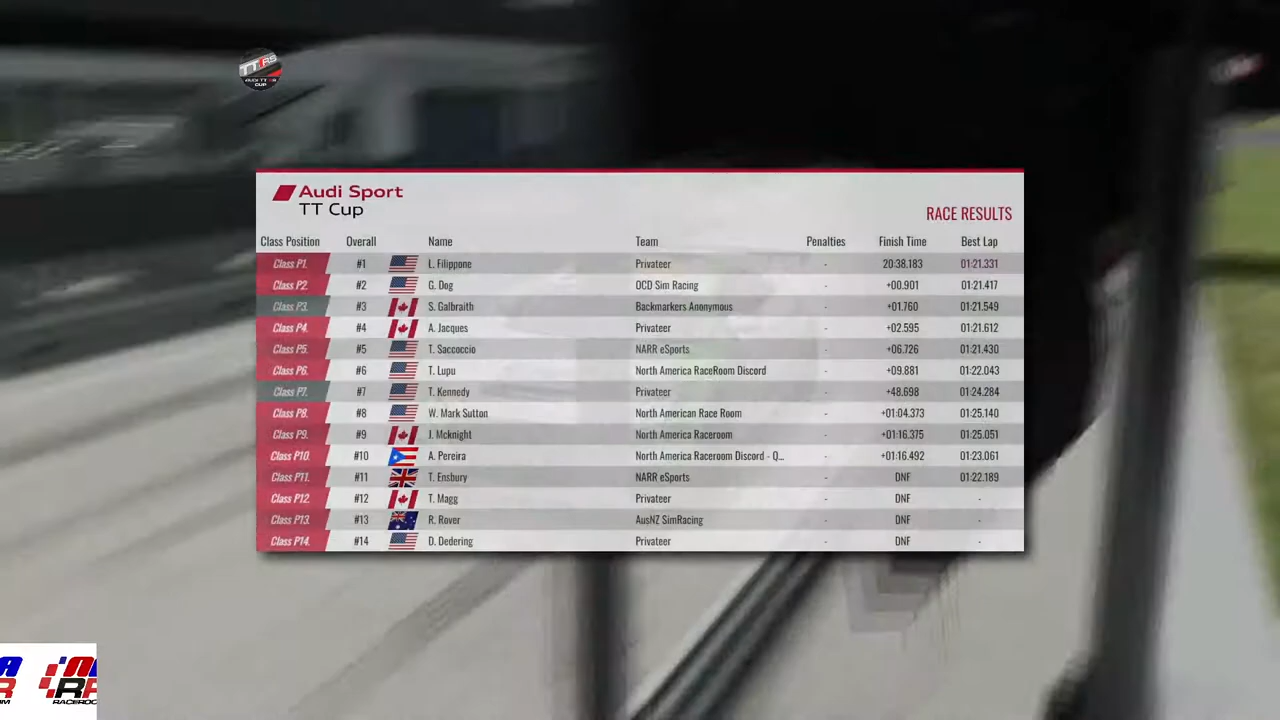 TT RS
AUDI TT RS
CUP
Audi Sport
TT Cup
RACE RESULTS
Class Position Overall Name Team Penalties Finish Time Best Lap
Class P1. #1 L. Filippone Privateer - 20:38.183 01:21.331
Class P2. #2 G. Dog OCD Sim Racing - +00.901 01:21.417
Class P3. #3 S. Galbraith Backmarkers Anonymous - +01.760 01:21.549
Class P4. #4 A. Jacques Privateer - +02.595 01:21.612
Class P5. #5 T. Saccoccio NARR eSports - +06.726 01:21.430
Class P6. #6 T. Lupu North America RaceRoom Discord - +09.881 01:22.043
Class P7. #7 T. Kennedy Privateer - +48.698 01:24.284
Class P8. #8 W. Mark Sutton North American Race Room - +01:04.373 01:25.140
Class P9. #9 J. Mcknight North America Raceroom - +01:16.375 01:25.051
Class P10. #10 A. Pereira North America Raceroom Discord - Q... - +01:16.492 01:23.061
Class P11. #11 T. Ensbury NARR eSports - DNF 01:22.189
Class P12. #12 T. Magg Privateer - DNF -
Class P13. #13 R. Rover AusNZ SimRacing - DNF -
Class P14. #14 D. Dedering Privateer - DNF -